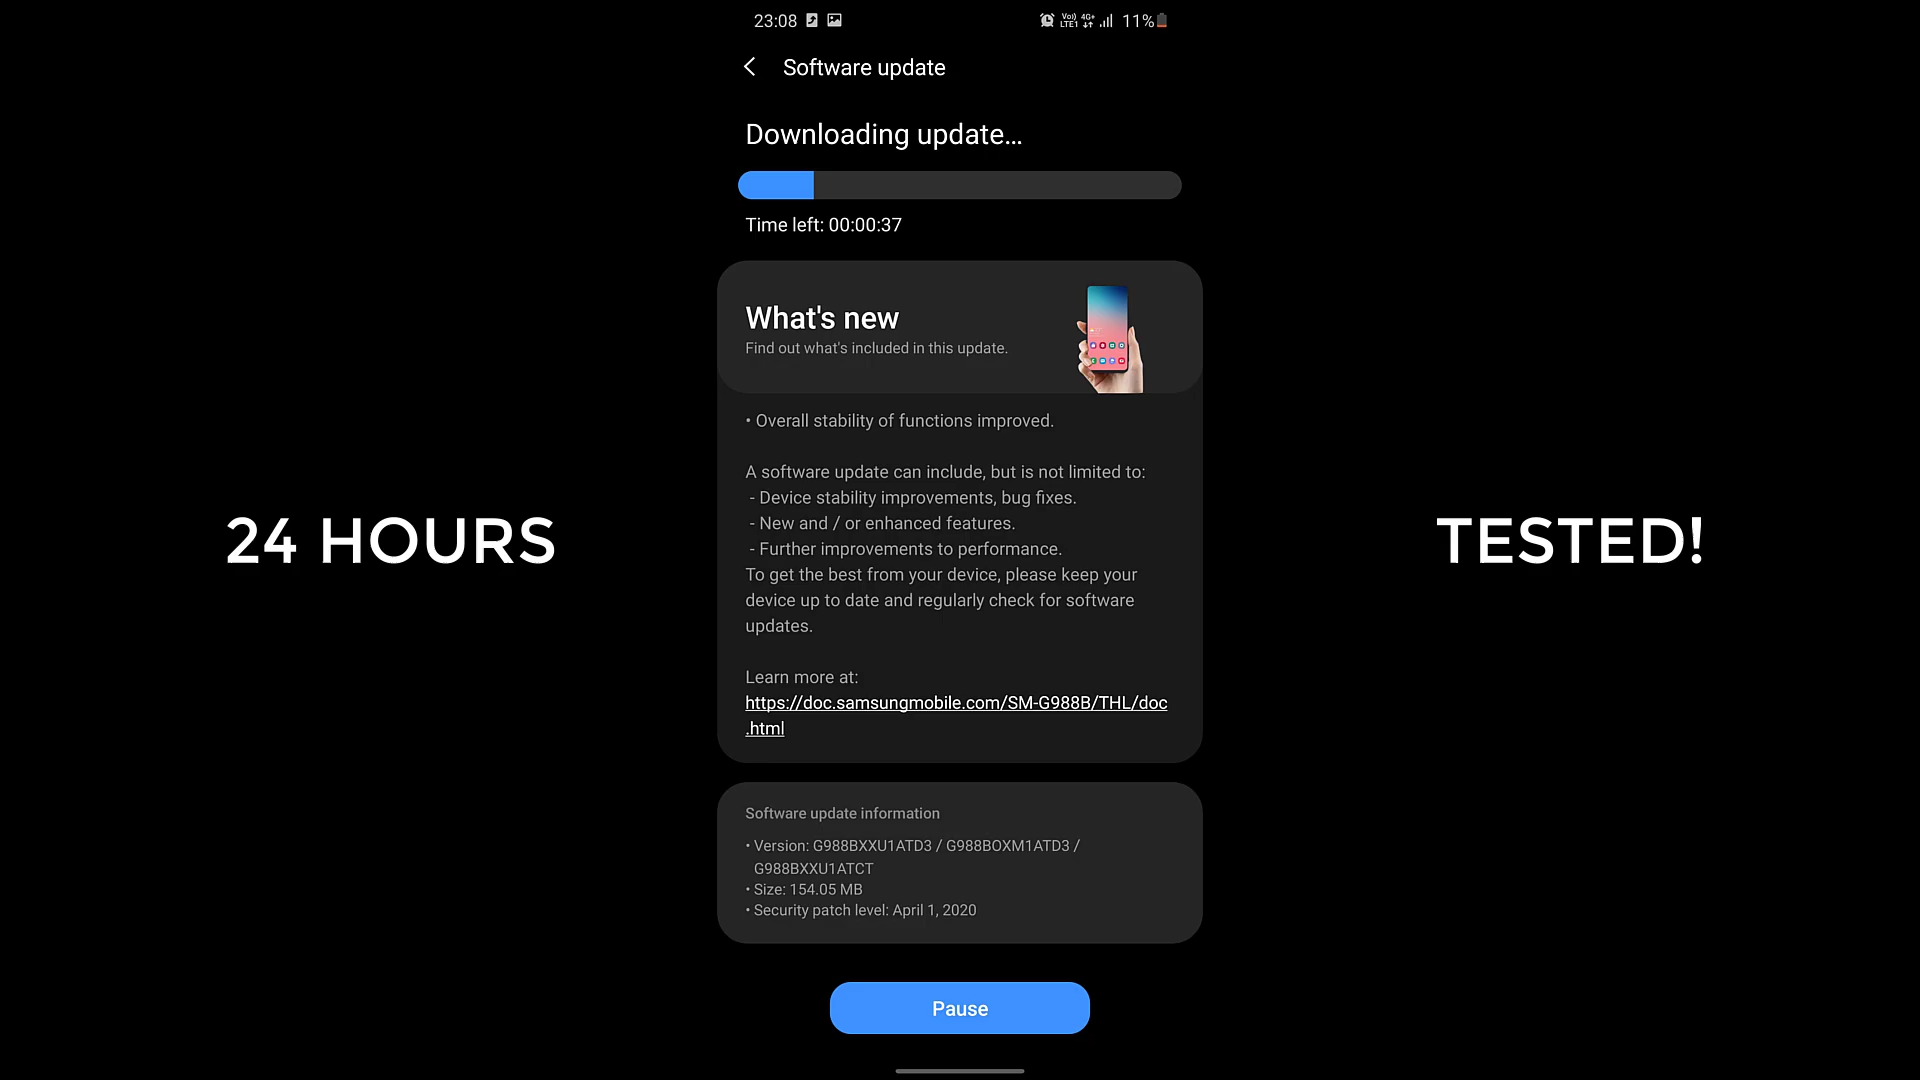 23:08
Vo)) LTE1 4G+ 11%
Software update
Downloading update...
Time left: 00:00:37
What's new
Find out what's included in this update.
• Overall stability of functions improved.
A software update can include, but is not limited to:
- Device stability improvements, bug fixes.
- New and / or enhanced features.
- Further improvements to performance.
To get the best from your device, please keep your
device up to date and regularly check for software
updates.
Learn more at:
https://doc.samsungmobile.com/SM-G988B/THL/doc
.html
24 HOURS
TESTED!
Software update information
• Version: G988BXXU1ATD3 / G988BOXM1ATD3 /
G988BXXU1ATCT
• Size: 154.05 MB
• Security patch level: April 1, 2020
Pause